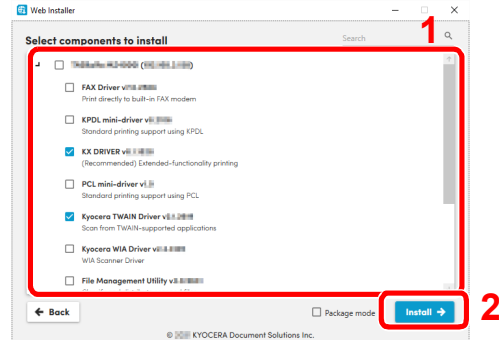 Web Installer
1
Select components to install
Search
FAX Driver
Print directly to built-in FAX modem
KPDL mini-driver
Standard printing support using KPDL
KX DRIVER
(Recommended) Extended-functionality printing
PCL mini-driver
Standard printing support using PCL
Kyocera TWAIN Driver
Scan from TWAIN-supported applications
Kyocera WIA Driver
WIA Scanner Driver
File Management Utility
Back
Package mode
Install
2
© KYOCERA Document Solutions Inc.